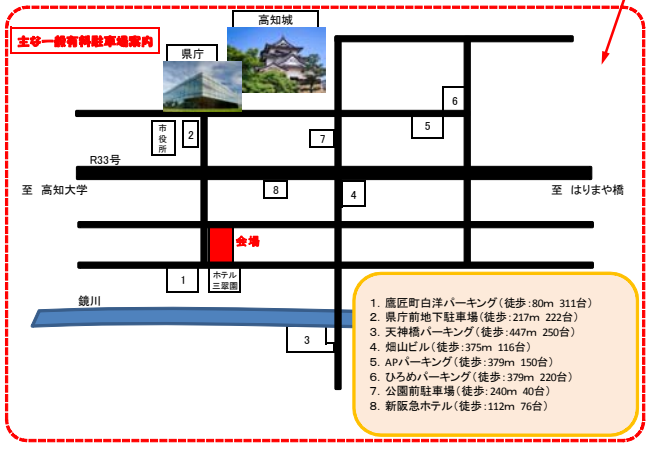 主な一般有料駐車場案内
高知城
県庁
6
市役所
2
7
5
R33号
至 高知大学
8
4
至 はりまや橋
会場
1
ホテル
三翠園
鏡川
3
1. 鷹匠町白洋パーキング(徒歩:80m 311台)
2. 県庁前地下駐車場(徒歩:217m 222台)
3. 天神橋パーキング(徒歩:447m 250台)
4. 畑山ビル(徒歩:375m 116台)
5. APパーキング(徒歩:379m 150台)
6. ひろめパーキング(徒歩:379m 220台)
7. 公園前駐車場(徒歩:240m 40台)
8. 新阪急ホテル(徒歩:112m 76台)